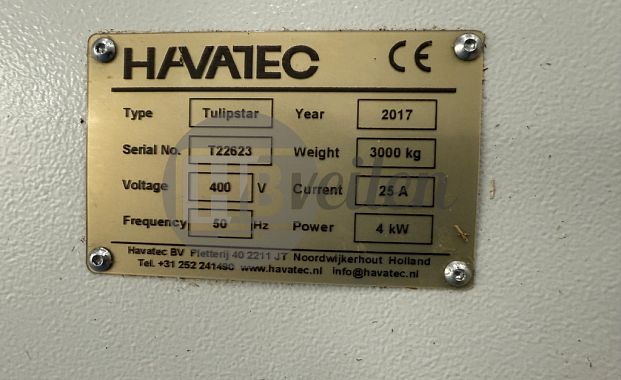 HAVATEC CE
Type Tulipstar Year 2017
Serial No. T22623 Weight 3000 kg
Voltage 400 V Current 25 A
Frequency 50 Hz Power 4 kW
Havatec BV Pletterij 40 2211 JT Noordwijkerhout Holland
Tel. +31 252 241490 www.havatec.nl info@havatec.nl
veilen